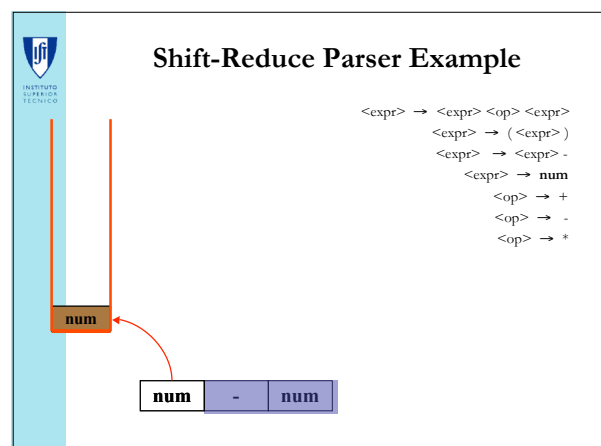 INSTITUTO
SUPERIOR
TECNICO
Shift-Reduce Parser Example
<expr> → <expr> <op> <expr>
<expr> → ( <expr> )
<expr> → <expr> -
<expr> → num
<op> → +
<op> → -
<op> → *
num
num - num